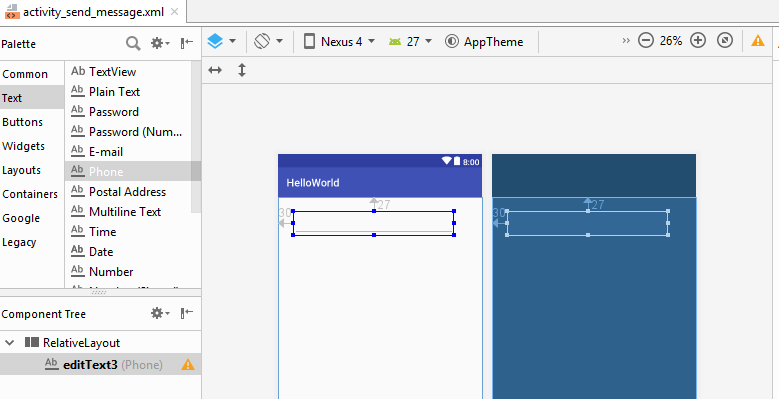 activity_send_message.xml
Palette
Nexus 4
27
AppTheme
26%
Common
Text
Buttons
Widgets
Layouts
Containers
Google
Legacy
Ab TextView
Ab Plain Text
Ab Password
Ab Password (Num...
Ab E-mail
Ab Phone
Ab Postal Address
Ab Multiline Text
Ab Time
Ab Date
Ab Number
8:00
HelloWorld
27
30
27
30
Component Tree
RelativeLayout
Ab editText3 (Phone)